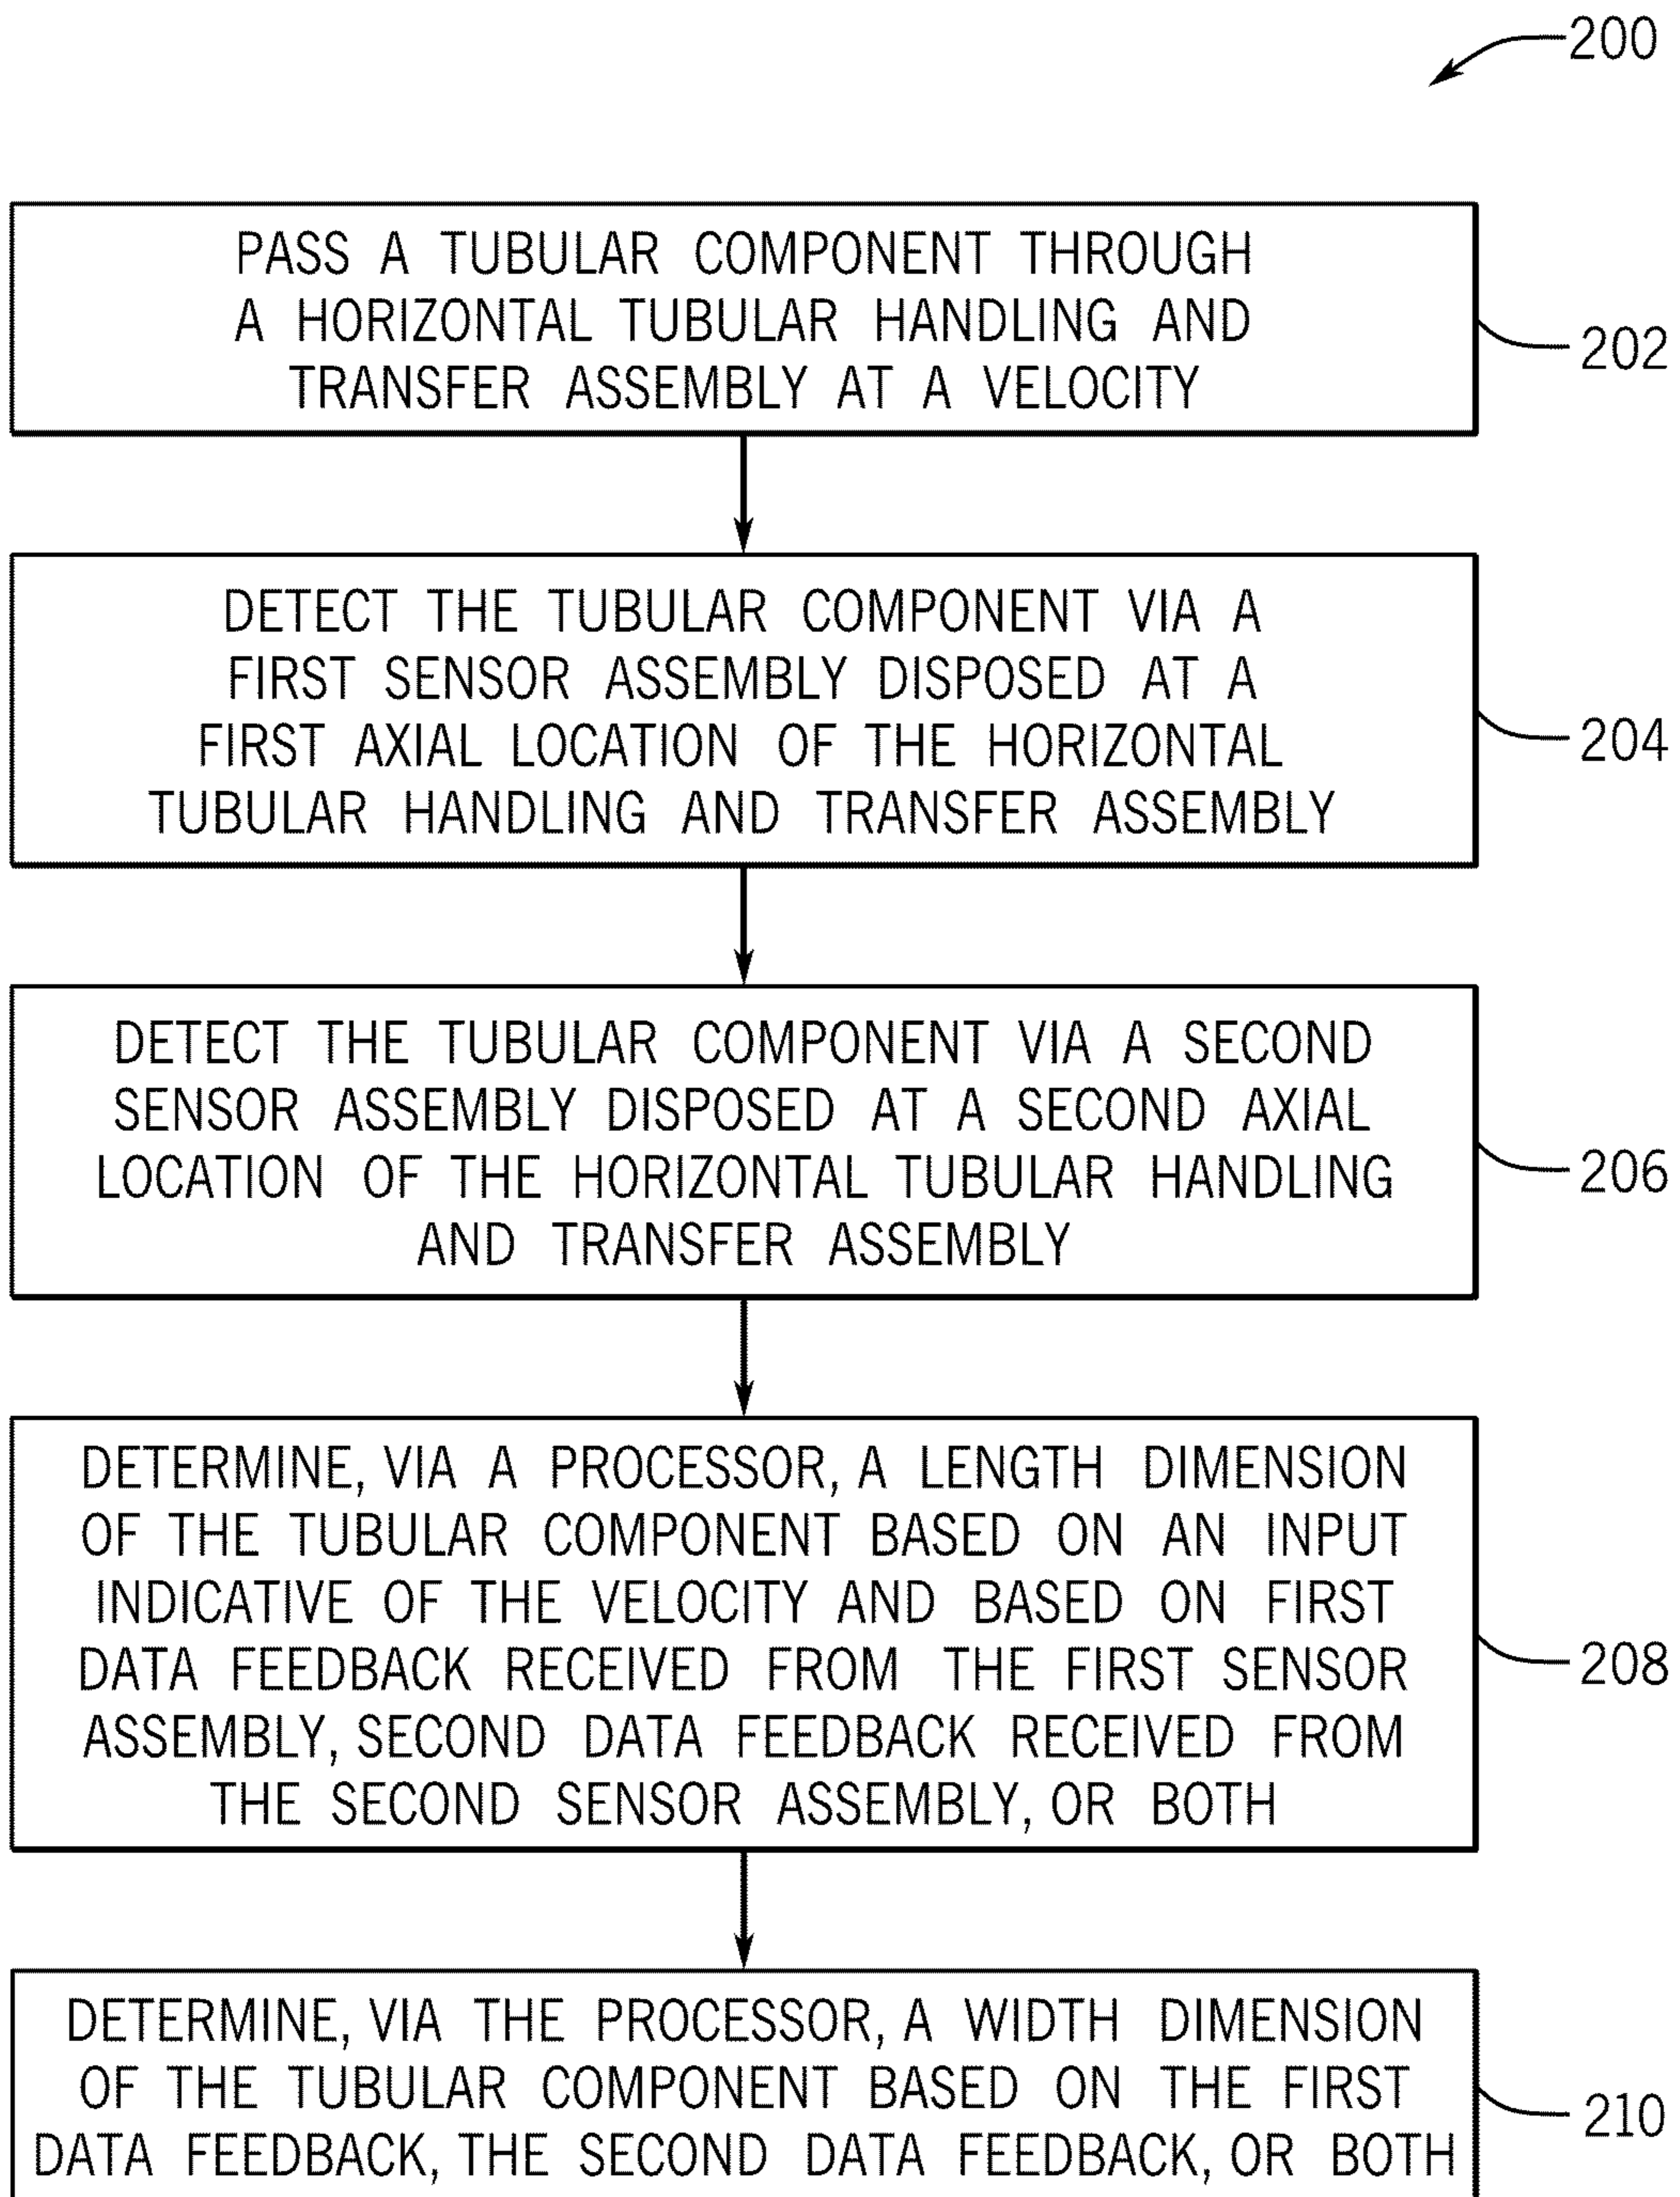 200
PASS A TUBULAR COMPONENT THROUGH
A HORIZONTAL TUBULAR HANDLING AND
TRANSFER ASSEMBLY AT A VELOCITY
202
DETECT THE TUBULAR COMPONENT VIA A
FIRST SENSOR ASSEMBLY DISPOSED AT A
FIRST AXIAL LOCATION OF THE HORIZONTAL
TUBULAR HANDLING AND TRANSFER ASSEMBLY
204
DETECT THE TUBULAR COMPONENT VIA A SECOND
SENSOR ASSEMBLY DISPOSED AT A SECOND AXIAL
LOCATION OF THE HORIZONTAL TUBULAR HANDLING
AND TRANSFER ASSEMBLY
206
DETERMINE, VIA A PROCESSOR, A LENGTH DIMENSION
OF THE TUBULAR COMPONENT BASED ON AN INPUT
INDICATIVE OF THE VELOCITY AND BASED ON FIRST
DATA FEEDBACK RECEIVED FROM THE FIRST SENSOR
ASSEMBLY, SECOND DATA FEEDBACK RECEIVED FROM
THE SECOND SENSOR ASSEMBLY, OR BOTH
208
DETERMINE, VIA THE PROCESSOR, A WIDTH DIMENSION
OF THE TUBULAR COMPONENT BASED ON THE FIRST
DATA FEEDBACK, THE SECOND DATA FEEDBACK, OR BOTH
210